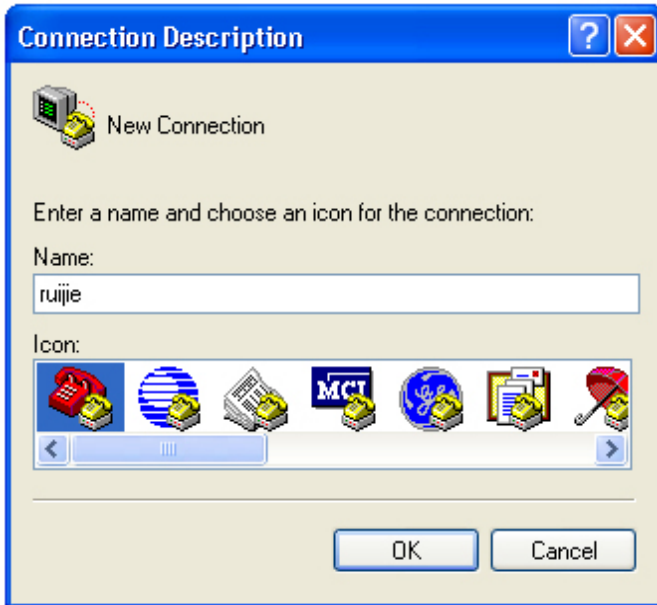 Connection Description
New Connection
Enter a name and choose an icon for the connection:
Name:
ruijie
Icon:
MCI
OK Cancel